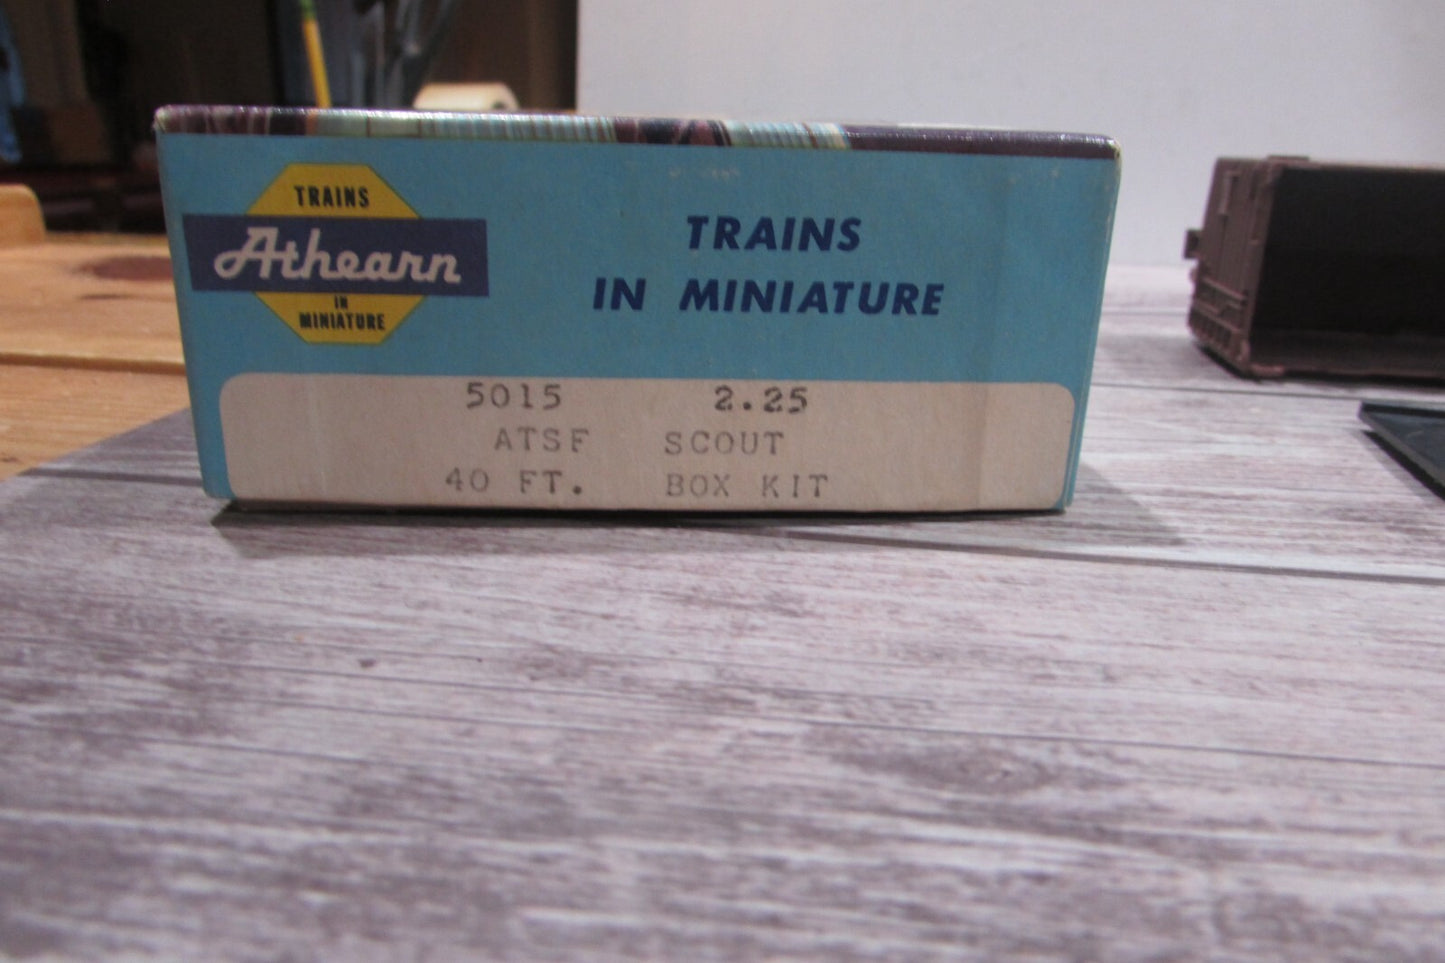 TRAINS
Athearn
IN
MINIATURE
TRAINS
IN MINIATURE
5015 2.25
ATSF SCOUT
40 FT. BOX KIT